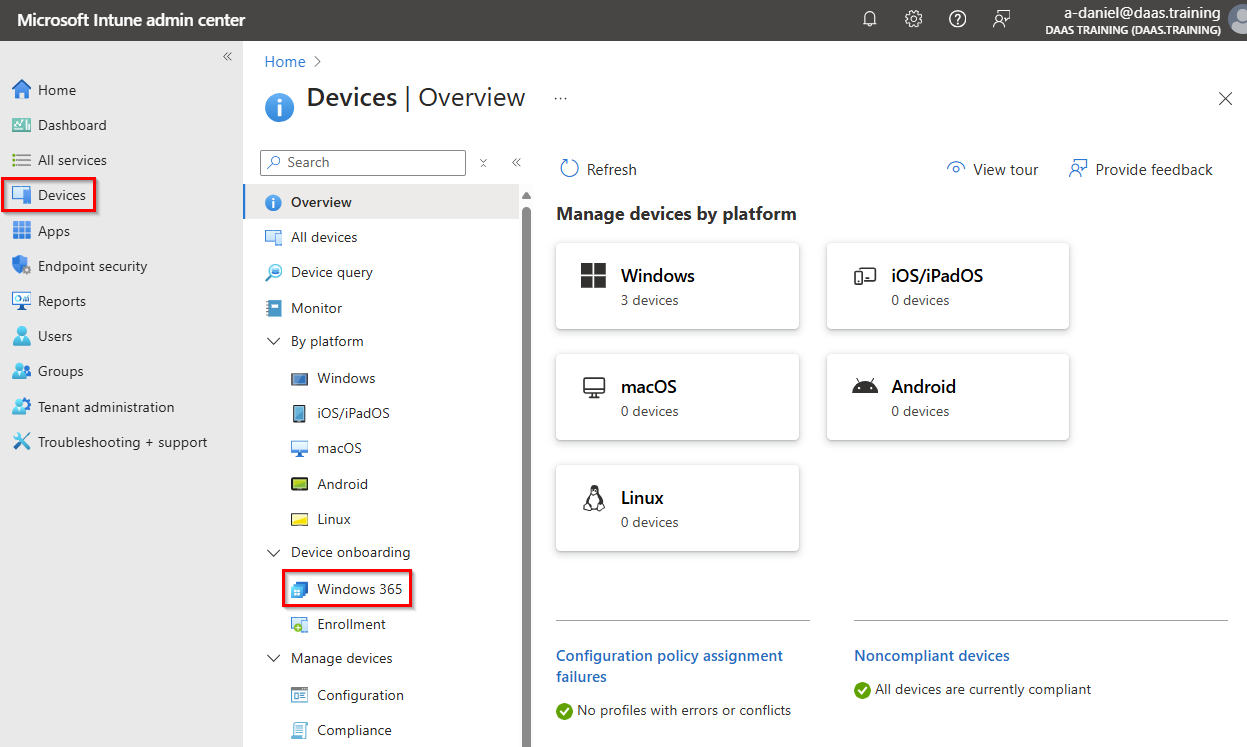 Microsoft Intune admin center
a-daniel@daas.training
DAAS TRAINING (DAAS.TRAINING)
Home
Dashboard
All services
Devices
Apps
Endpoint security
Reports
Users
Groups
Tenant administration
Troubleshooting + support
Home
Devices | Overview
...
Search
Overview
All devices
Device query
Monitor
By platform
Windows
iOS/iPadOS
macOS
Android
Linux
Device onboarding
Windows 365
Enrollment
Manage devices
Configuration
Compliance
Refresh
View tour
Provide feedback
Manage devices by platform
Windows
3 devices
iOS/iPadOS
0 devices
macOS
0 devices
Android
0 devices
Linux
0 devices
Configuration policy assignment
failures
No profiles with errors or conflicts
Noncompliant devices
All devices are currently compliant